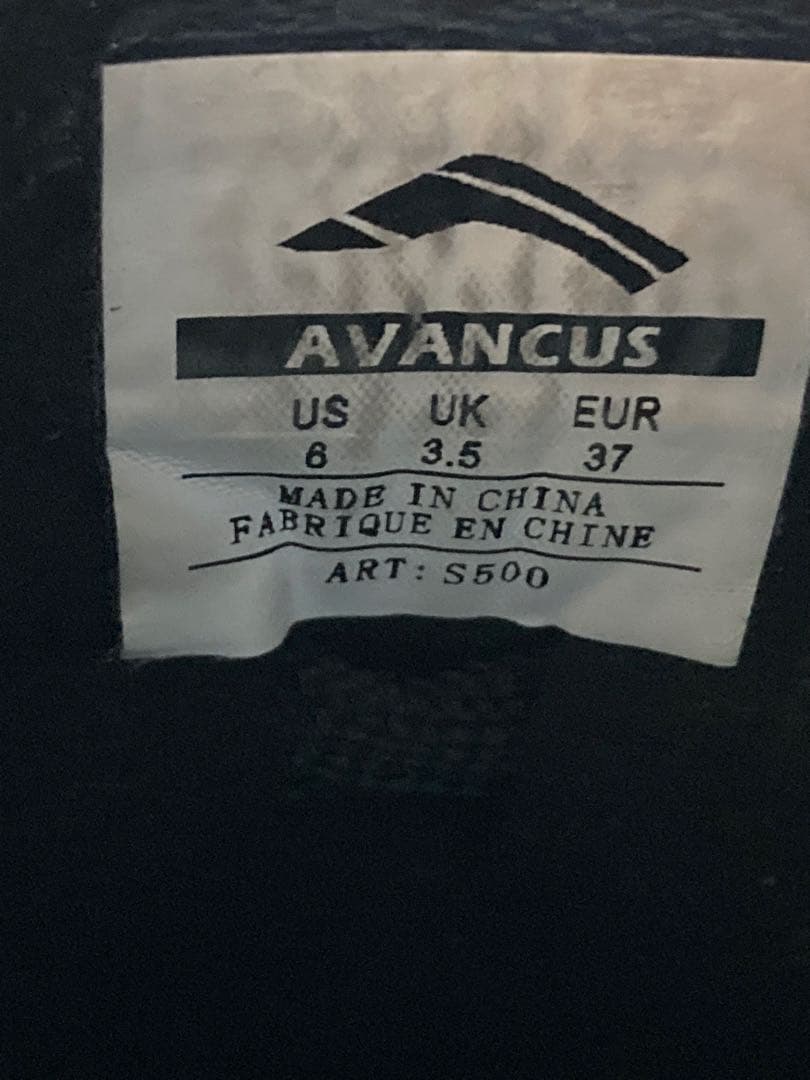 AVANCUS
US UK EUR
6 3.5 37
MADE IN CHINA
FABRIQUE EN CHINE
ART: S500